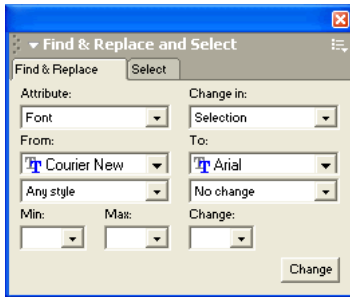 Find & Replace and Select
Find & Replace Select
Attribute: Change in:
Font Selection
From: To:
Courier New Arial
Any style No change
Min: Max: Change:
Change